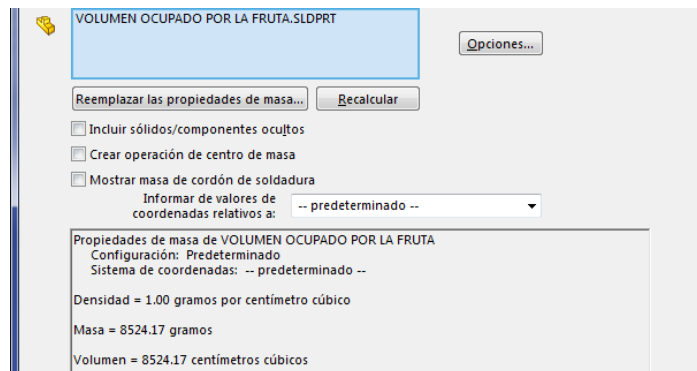 VOLUMEN OCUPADO POR LA FRUTA.SLDPRT
Opciones...
Reemplazar las propiedades de masa...
Recalcular
Incluir sólidos/componentes ocultos
Crear operación de centro de masa
Mostrar masa de cordón de soldadura
Informar de valores de
coordenadas relativos a:
-- predeterminado --
Propiedades de masa de VOLUMEN OCUPADO POR LA FRUTA
Configuración: Predeterminado
Sistema de coordenadas: -- predeterminado --
Densidad = 1.00 gramos por centímetro cúbico
Masa = 8524.17 gramos
Volumen = 8524.17 centímetros cúbicos